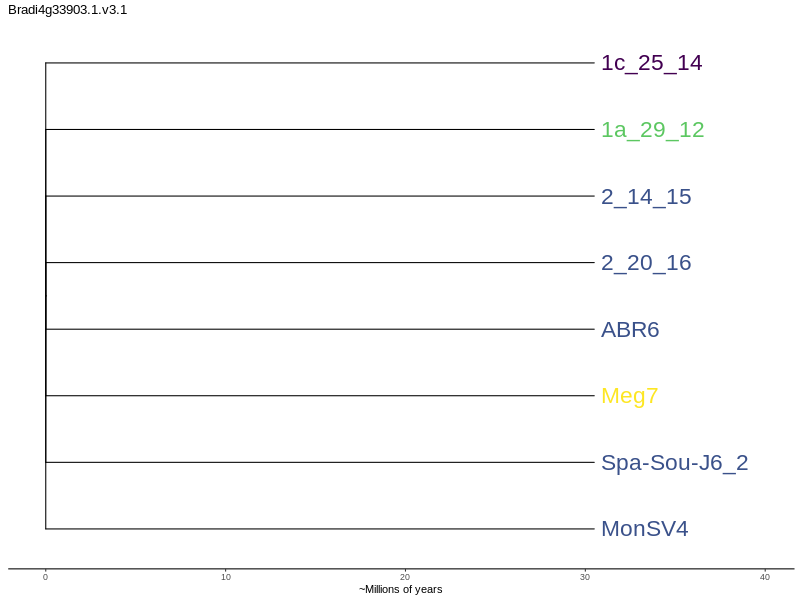 Bradi4g33903.1.v3.1
1c_25_14
1a_29_12
2_14_15
2_20_16
ABR6
Meg7
Spa-Sou-J6_2
MonSV4
0 10 20 30 40
~Millions of years